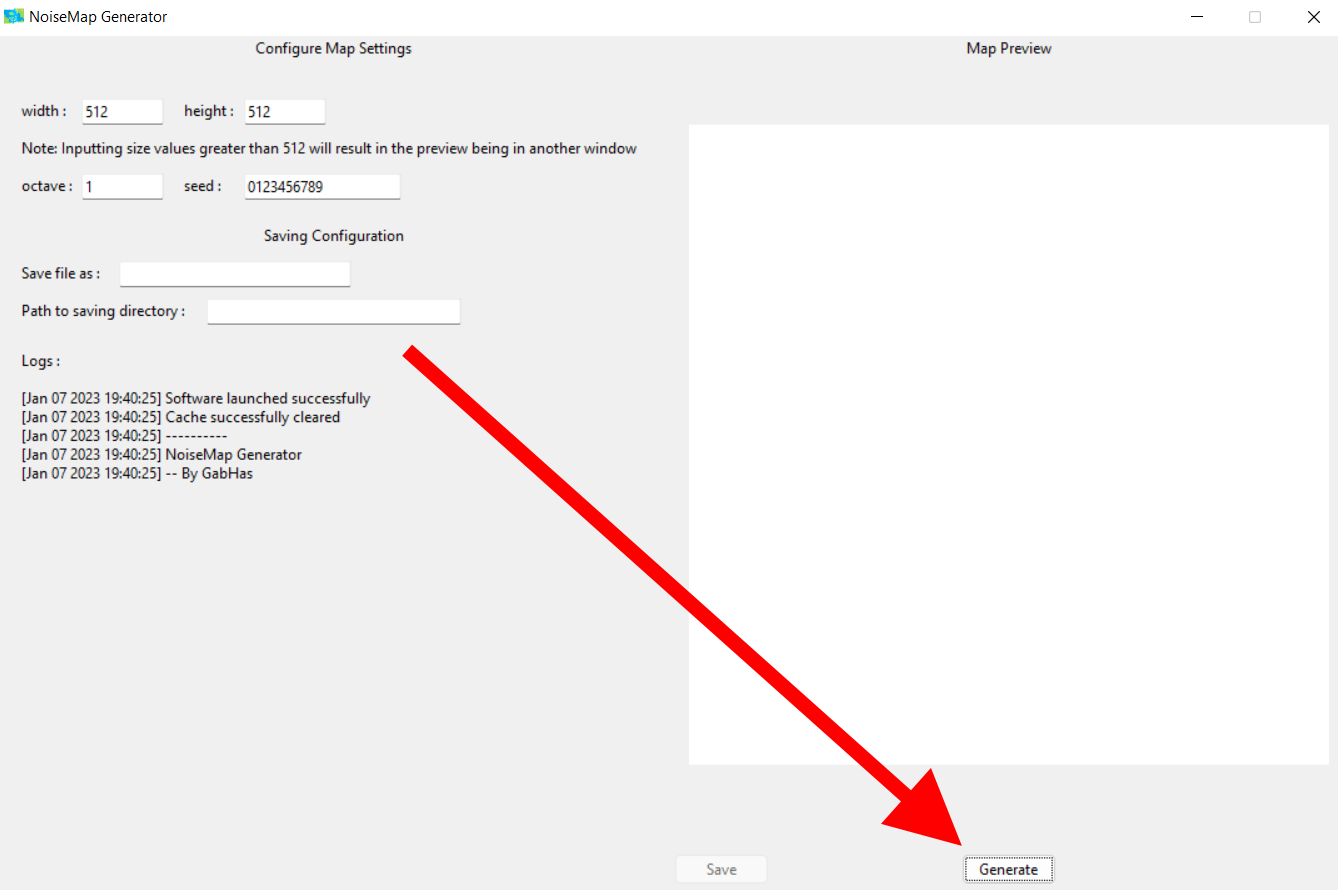 NoiseMap Generator
Configure Map Settings
Map Preview
width : 512 height : 512
Note: Inputting size values greater than 512 will result in the preview being in another window
octave : 1 seed : 0123456789
Saving Configuration
Save file as :
Path to saving directory :
Logs :
[Jan 07 2023 19:40:25] Software launched successfully
[Jan 07 2023 19:40:25] Cache successfully cleared
[Jan 07 2023 19:40:25] ----------
[Jan 07 2023 19:40:25] NoiseMap Generator
[Jan 07 2023 19:40:25] -- By GabHas
Save
Generate